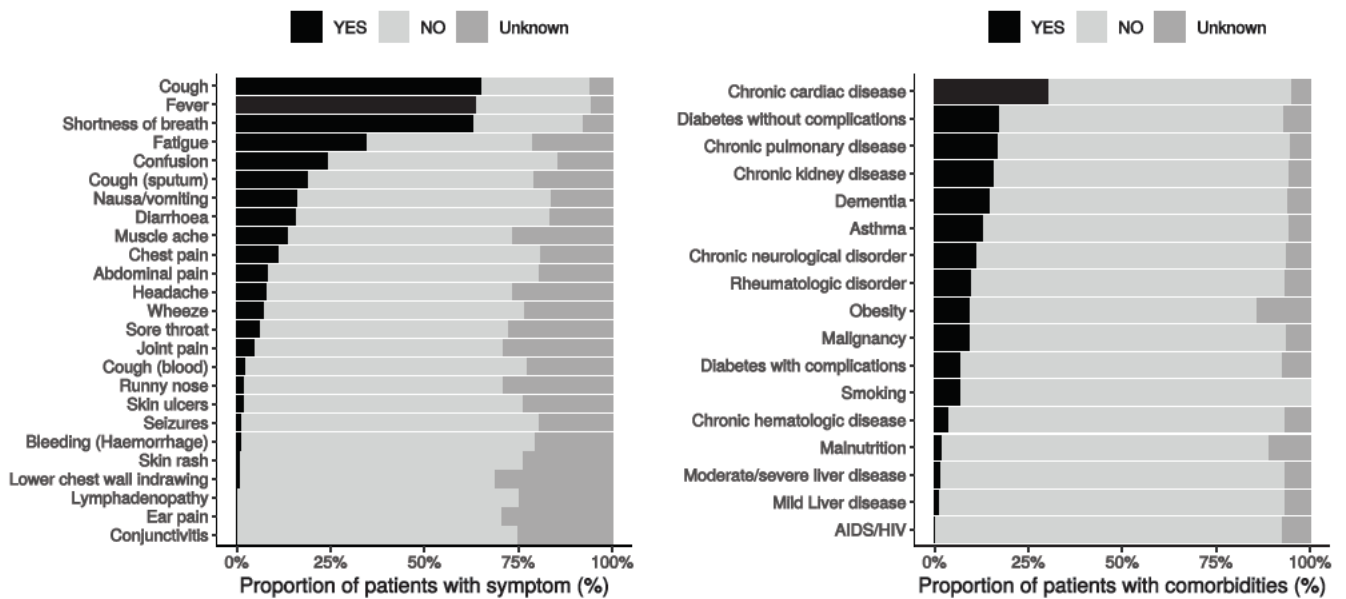 YES NO Unknown
Cough
Fever
Shortness of breath
Fatigue
Confusion
Cough (sputum)
Nausa/vomiting
Diarrhoea
Muscle ache
Chest pain
Abdominal pain
Headache
Wheeze
Sore throat
Joint pain
Cough (blood)
Runny nose
Skin ulcers
Seizures
Bleeding (Haemorrhage)
Skin rash
Lower chest wall indrawing
Lymphadenopathy
Ear pain
Conjunctivitis
0% 25% 50% 75% 100%
Proportion of patients with symptom (%)
YES NO Unknown
Chronic cardiac disease
Diabetes without complications
Chronic pulmonary disease
Chronic kidney disease
Dementia
Asthma
Chronic neurological disorder
Rheumatologic disorder
Obesity
Malignancy
Diabetes with complications
Smoking
Chronic hematologic disease
Malnutrition
Moderate/severe liver disease
Mild Liver disease
AIDS/HIV
0% 25% 50% 75% 100%
Proportion of patients with comorbidities (%)